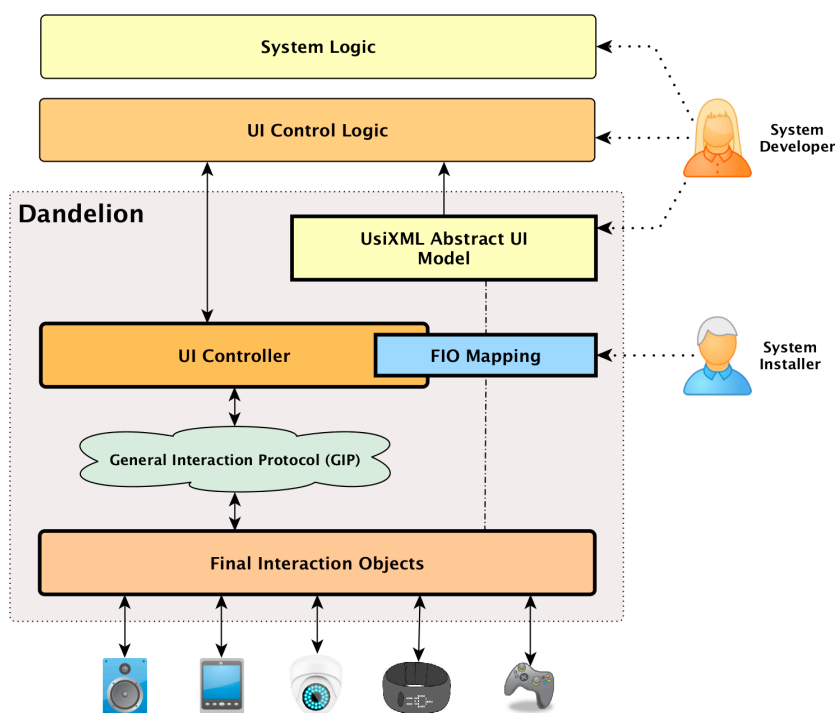 System Logic
UI Control Logic
System
Developer
Dandelion
UsiXML Abstract UI
Model
UI Controller
FIO Mapping
System
Installer
General Interaction Protocol (GIP)
Final Interaction Objects